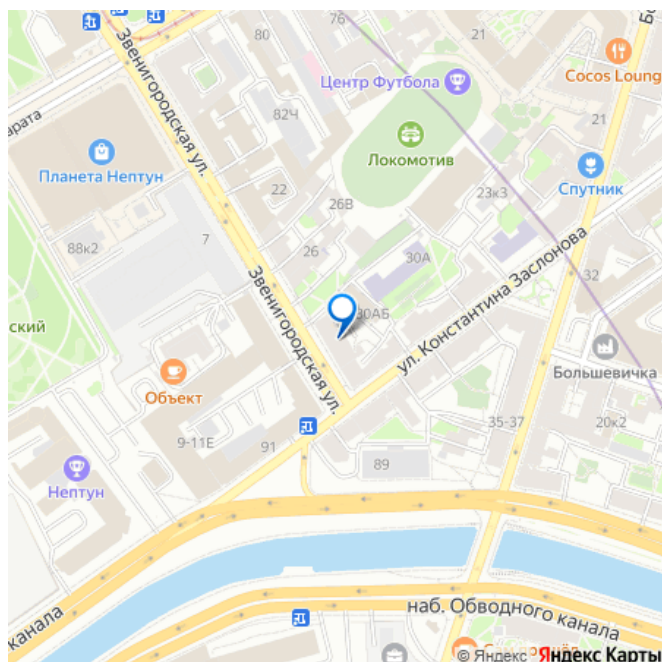 76
80
Звенигородская ул.
Центр Футбола
Cocos Loung
82Ч
21
арата
Локомотив
Планета Нептун
Спутник
22
23к3
26В
88к2
7
26
30А
ул. Константина Заслонова
32
ский
Звенигородская ул.
30АБ
Большевичка
Объект
35-37
20к2
9-11Е
91
89
Нептун
наб. Обводного канала
канала
© Яндекс Яндекс Карты